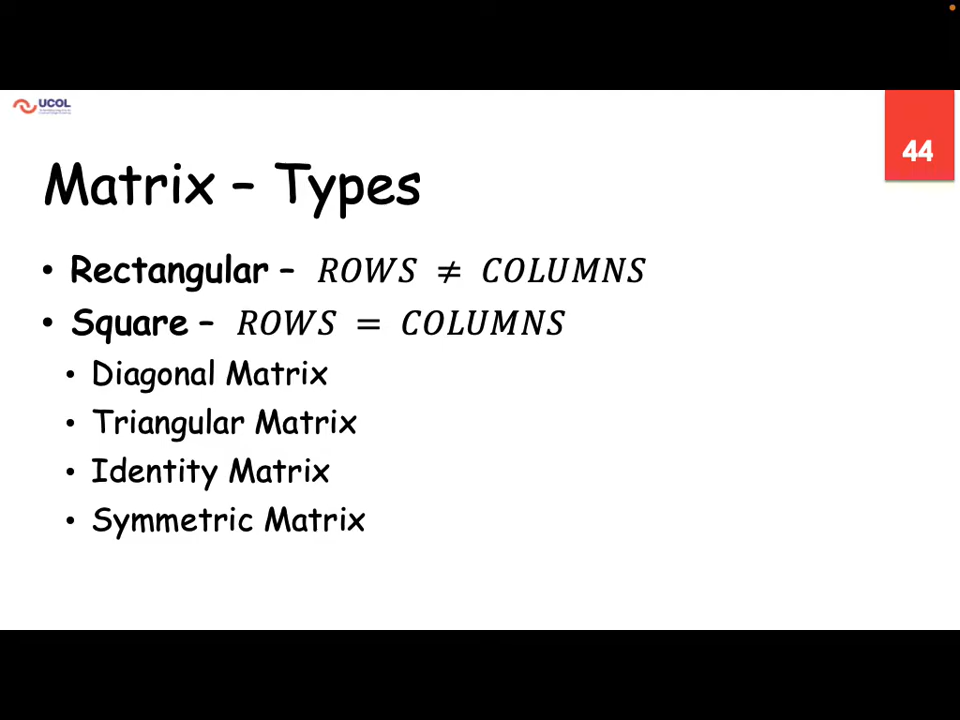 UCOL
44
Matrix – Types
• Rectangular – ROWS ≠ COLUMNS
• Square – ROWS = COLUMNS
• Diagonal Matrix
• Triangular Matrix
• Identity Matrix
• Symmetric Matrix